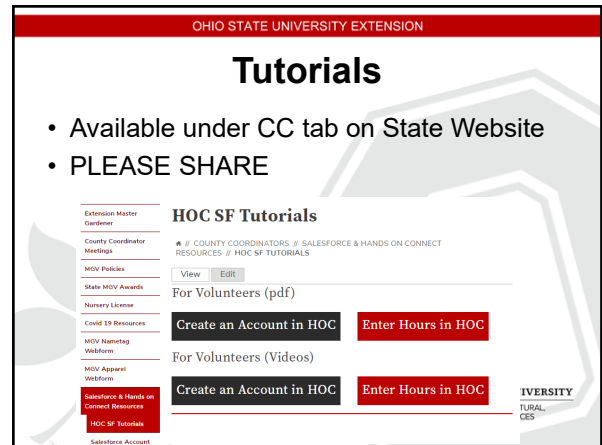 OHIO STATE UNIVERSITY EXTENSION
Tutorials
• Available under CC tab on State Website
• PLEASE SHARE
Extension Master
Gardener
County Coordinator
Meetings
MGV Policies
State MGV Awards
Nursery License
Covid 19 Resources
MGV Nametag
Webform
MGV Apparel
Webform
Salesforce & Hands on
Connect Resources
HOC SF Tutorials
Salesforce Account
HOC SF Tutorials
// COUNTY COORDINATORS // SALESFORCE & HANDS ON CONNECT
RESOURCES // HOC SF TUTORIALS
View Edit
For Volunteers (pdf)
Create an Account in HOC Enter Hours in HOC
For Volunteers (Videos)
Create an Account in HOC Enter Hours in HOC
IVERSITY
TURAL,
CES